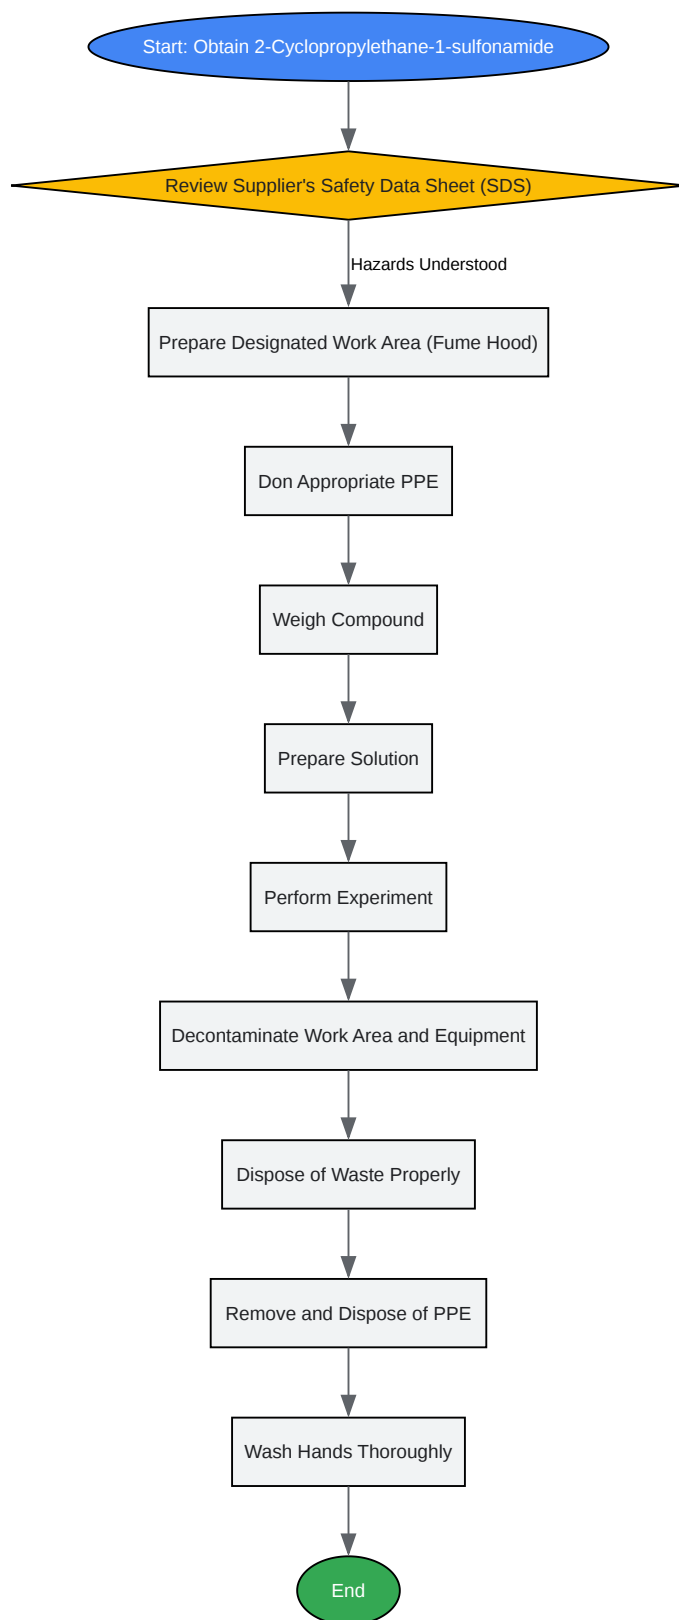 Start: Obtain 2-Cyclopropylethane-1-sulfonamide
Review Supplier's Safety Data Sheet (SDS)
Hazards Understood
Prepare Designated Work Area (Fume Hood)
Don Appropriate PPE
Weigh Compound
Prepare Solution
Perform Experiment
Decontaminate Work Area and Equipment
Dispose of Waste Properly
Remove and Dispose of PPE
Wash Hands Thoroughly
End